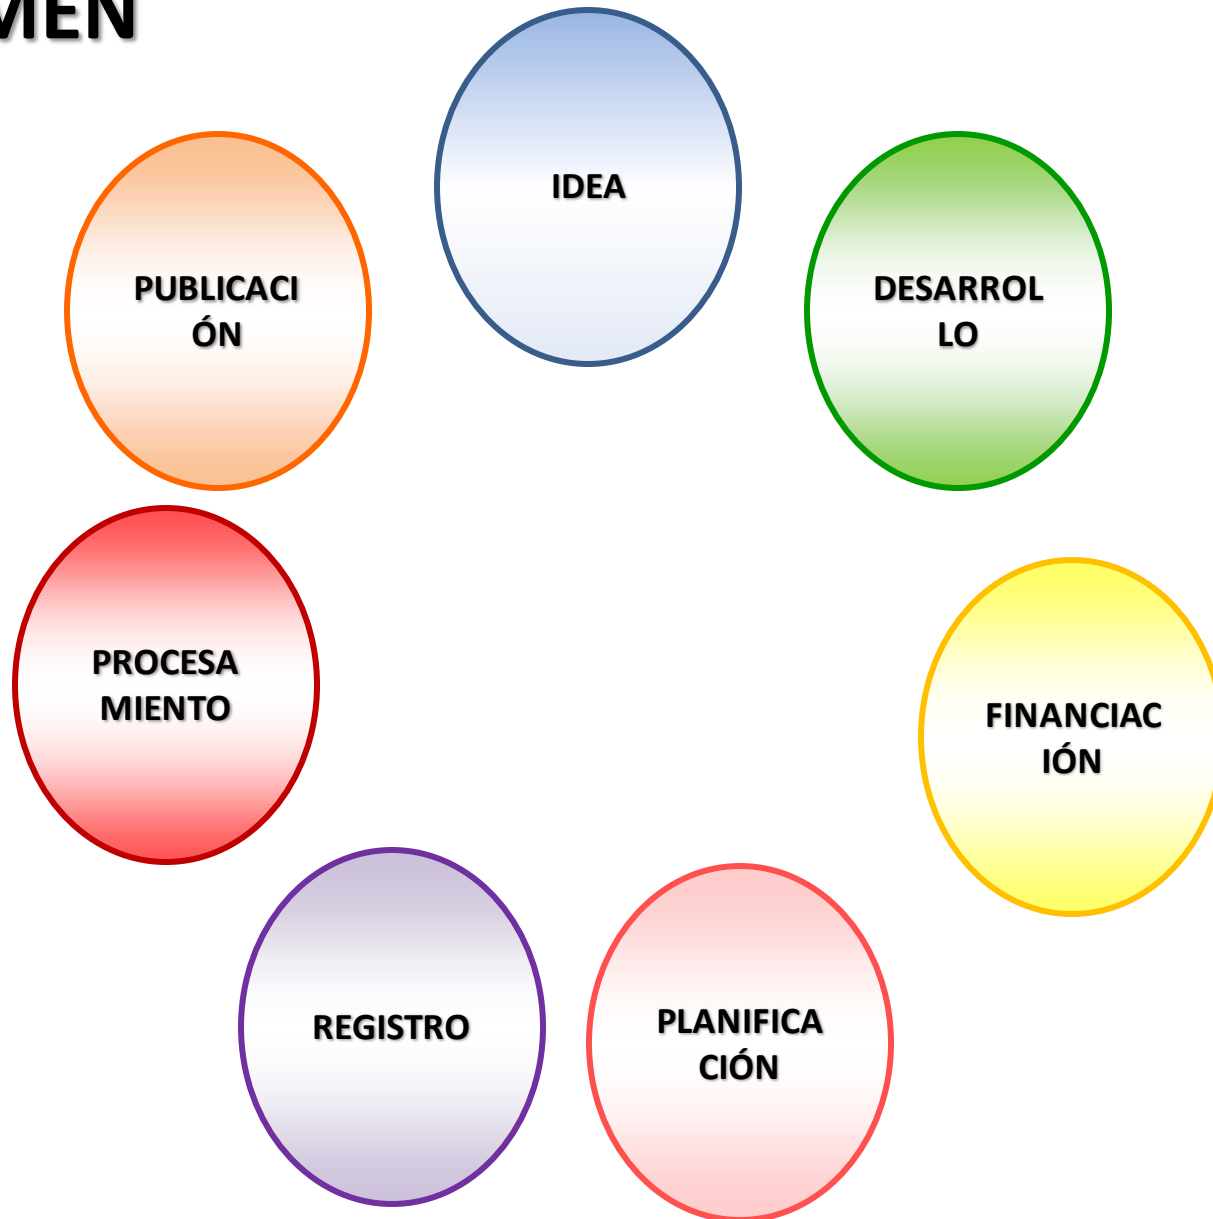 MEN
IDEA
DESARROL
LO
FINANCIAC
IÓN
PLANIFICA
CIÓN
REGISTRO
PROCESA
MIENTO
PUBLICACI
ÓN